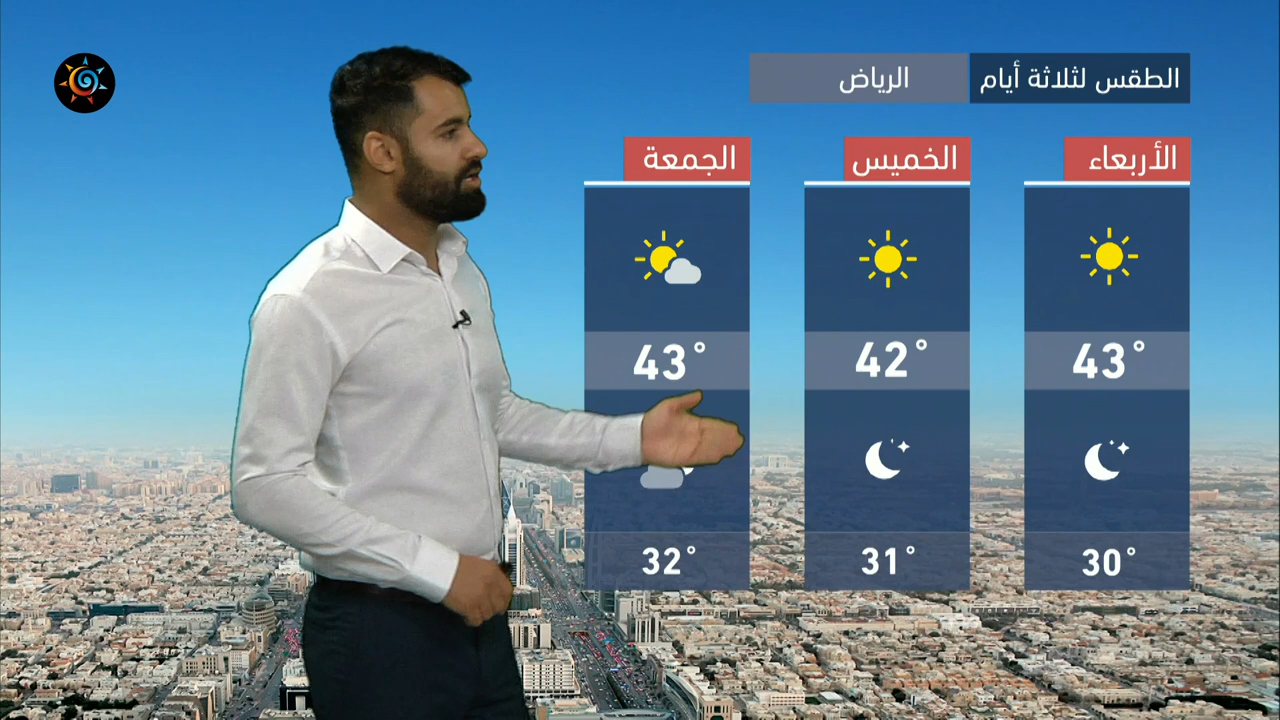 الطقس لثلاثة أيام
الرياض
الأربعاء
الخميس
الجمعة
43°
42°
43°
30°
31°
32°